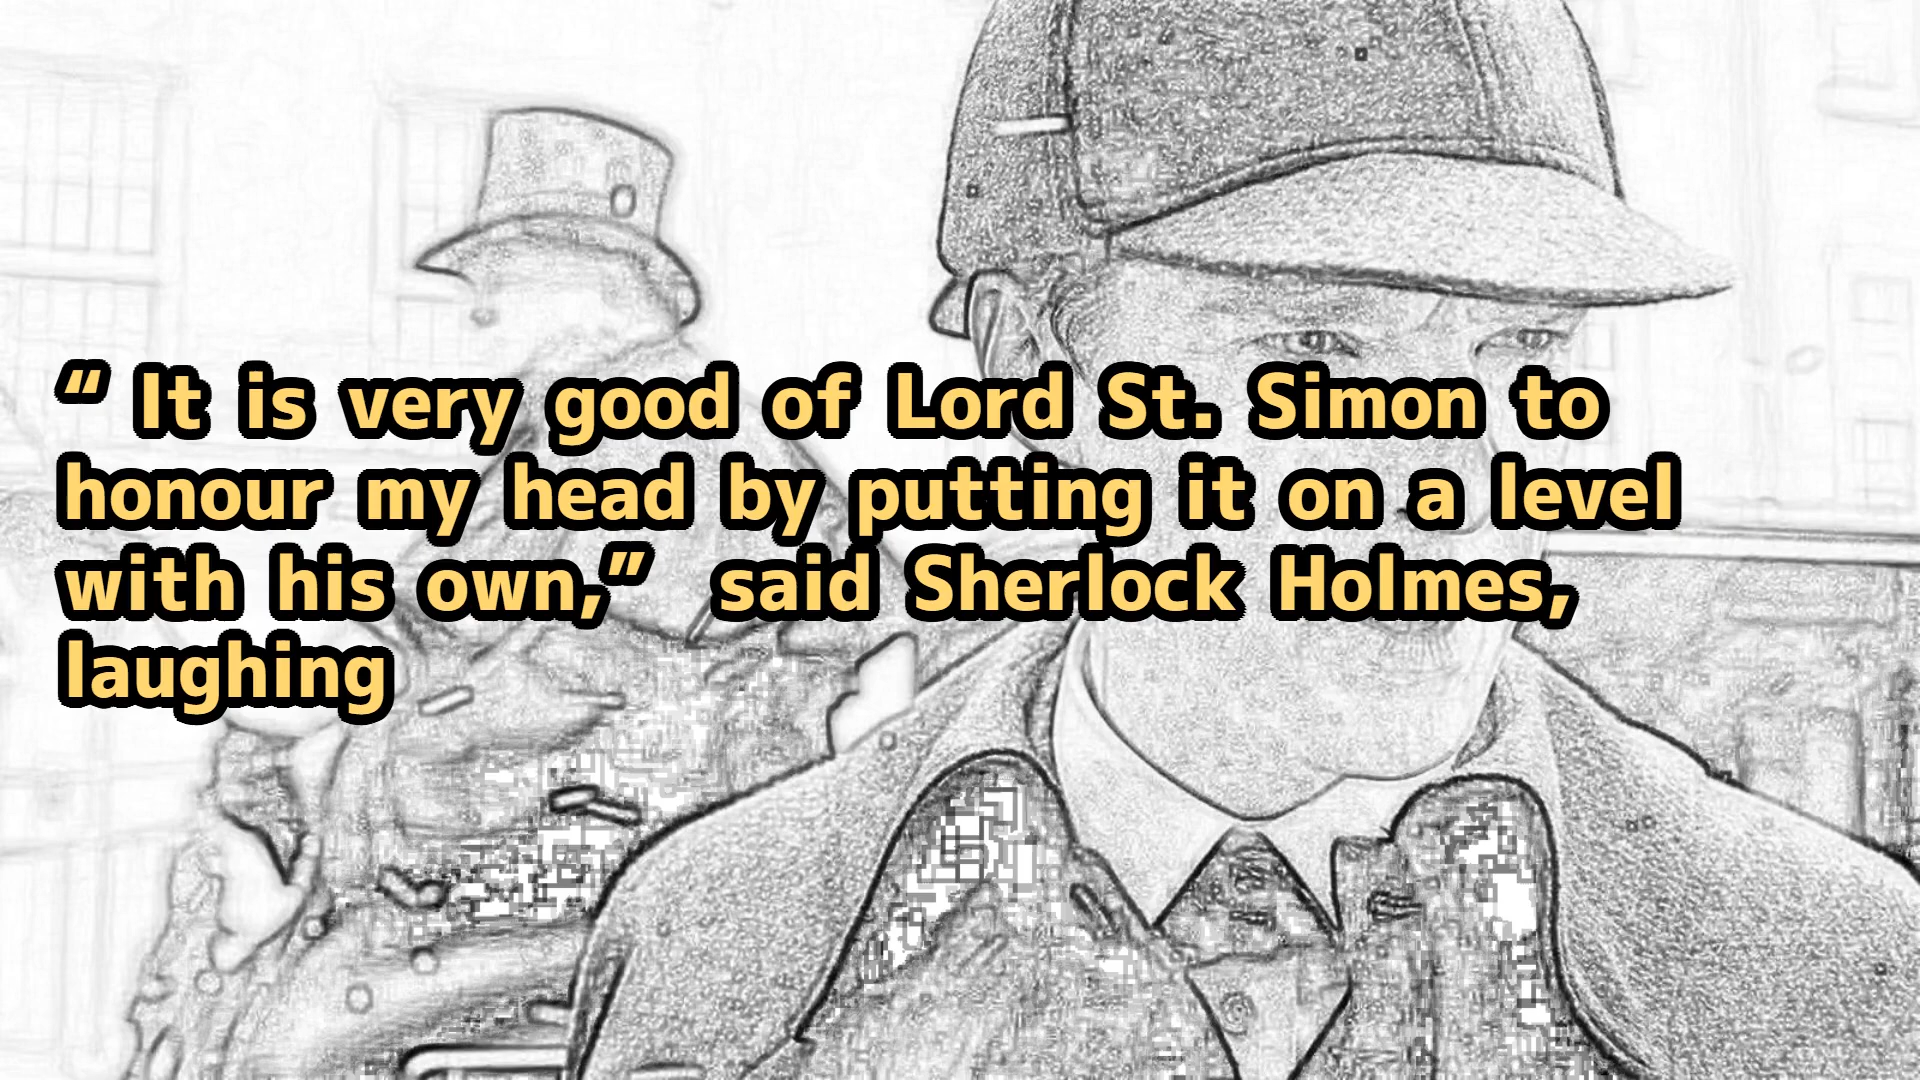 “ It is very good of Lord St. Simon to
honour my head by putting it on a level
with his own,” said Sherlock Holmes,
laughing